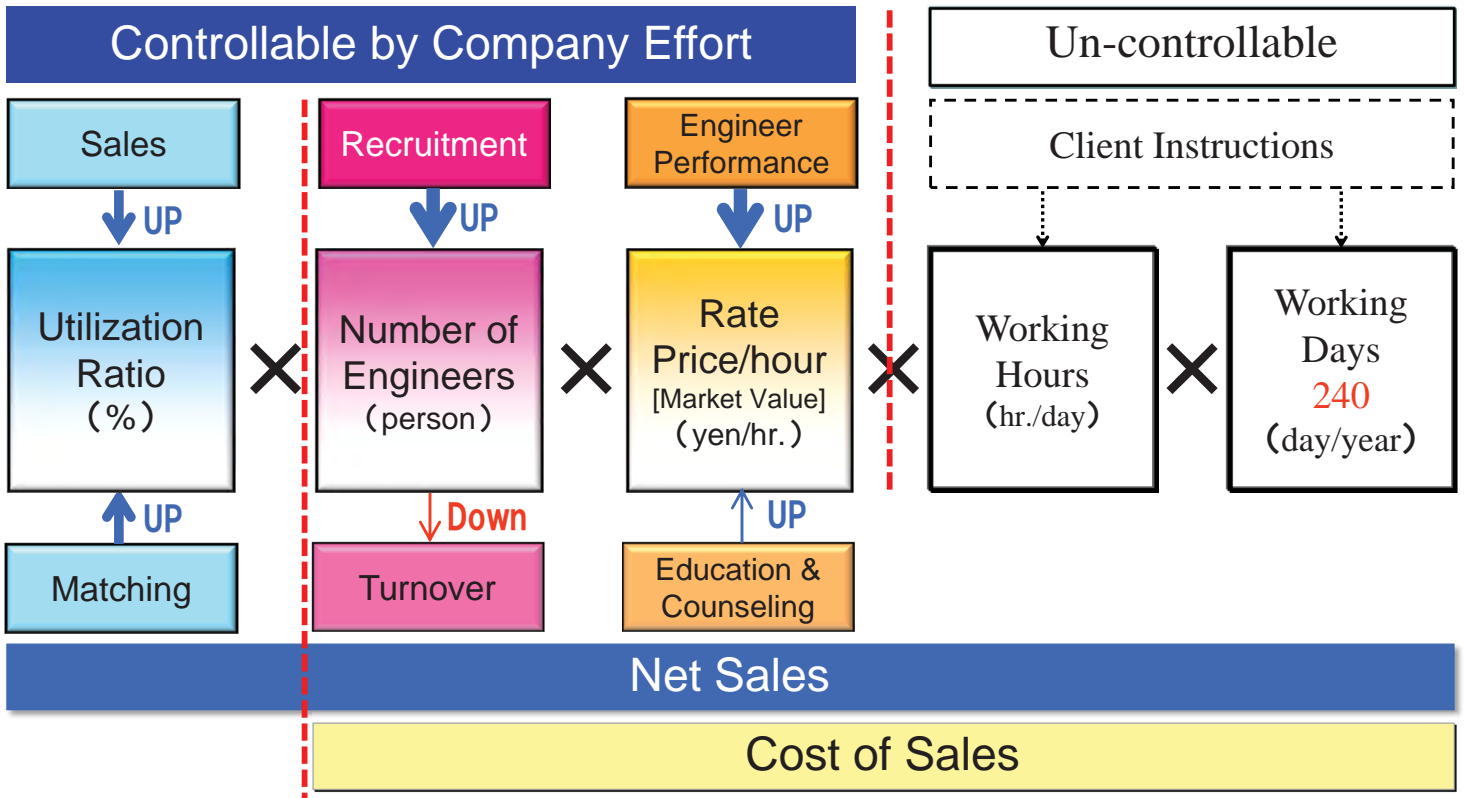 Controllable by Company Effort
Un-controllable
Sales
Recruitment
Engineer
Performance
Client Instructions
UP
UP
UP
Utilization
Ratio
(%)
×
Number of
Engineers
(person)
×
Rate
Price/hour
[Market Value]
(yen/hr.)
×
Working
Hours
(hr./day)
×
Working
Days
240
(day/year)
UP
Down
UP
Matching
Turnover
Education &
Counseling
Net Sales
Cost of Sales